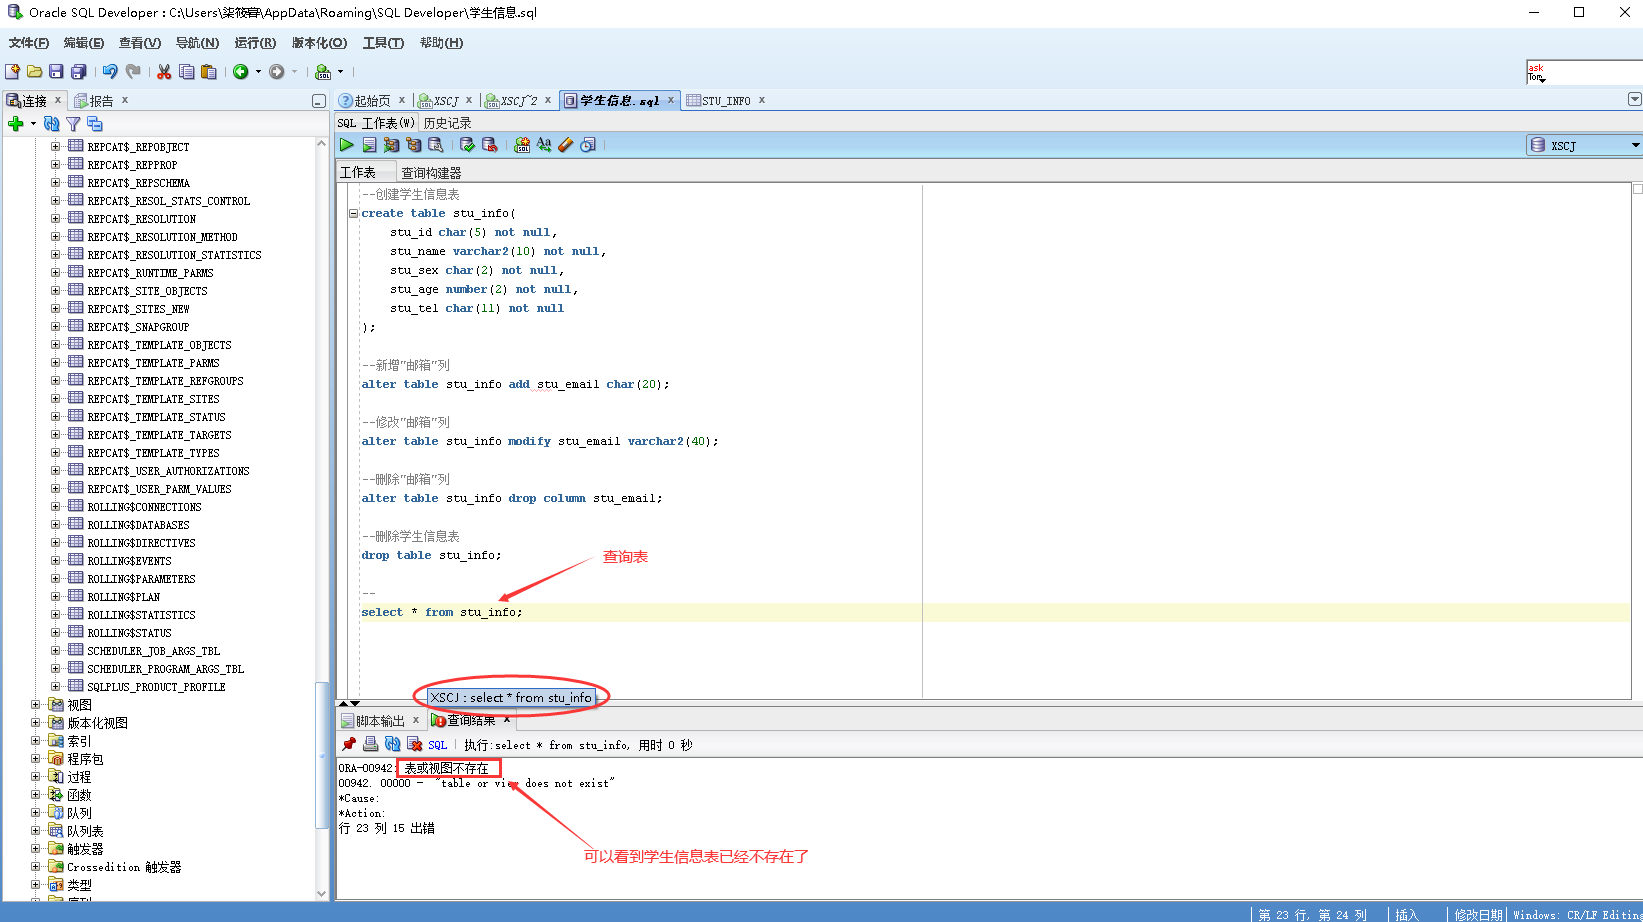 Oracle SQL Developer : C:\Users\柒筱暮\AppData\Roaming\SQL Developer\学生信息.sql
文件(F) 编辑(E) 查看(V) 导航(N) 运行(R) 版本化(O) 工具(T) 帮助(H)
ask
Tom
连接 x 报告 x
起始页 x XSCJ x XSCJ~2 x 学生信息.sql x STU_INFO x
SQL 工作表(W) 历史记录
XSCJ
工作表 查询构建器
REPCAT$_REPOBJECT
REPCAT$_REPPROP
REPCAT$_REPSCHEMA
REPCAT$_RESOL_STATS_CONTROL
REPCAT$_RESOLUTION
REPCAT$_RESOLUTION_METHOD
REPCAT$_RESOLUTION_STATISTICS
REPCAT$_RUNTIME_PARMS
REPCAT$_SITE_OBJECTS
REPCAT$_SITES_NEW
REPCAT$_SNAPGROUP
REPCAT$_TEMPLATE_OBJECTS
REPCAT$_TEMPLATE_PARMS
REPCAT$_TEMPLATE_REFGROUPS
REPCAT$_TEMPLATE_SITES
REPCAT$_TEMPLATE_STATUS
REPCAT$_TEMPLATE_TARGETS
REPCAT$_TEMPLATE_TYPES
REPCAT$_USER_AUTHORIZATIONS
REPCAT$_USER_PARM_VALUES
ROLLING$CONNECTIONS
ROLLING$DATABASES
ROLLING$DIRECTIVES
ROLLING$EVENTS
ROLLING$PARAMETERS
ROLLING$PLAN
ROLLING$STATISTICS
ROLLING$STATUS
SCHEDULER_JOB_ARGS_TBL
SCHEDULER_PROGRAM_ARGS_TBL
SQLPLUS_PRODUCT_PROFILE
视图
版本化视图
索引
程序包
过程
函数
队列
队列表
触发器
Crossedition 触发器
类型
--创建学生信息表
create table stu_info(
stu_id char(5) not null,
stu_name varchar2(10) not null,
stu_sex char(2) not null,
stu_age number(2) not null,
stu_tel char(11) not null
);
--新增"邮箱"列
alter table stu_info add stu_email char(20);
--修改"邮箱"列
alter table stu_info modify stu_email varchar2(40);
--删除"邮箱"列
alter table stu_info drop column stu_email;
--删除学生信息表
drop table stu_info;
查询表
--
select * from stu_info;
XSCJ : select * from stu_info
脚本输出 x 查询结果 x
SQL 执行:select * from stu_info, 用时 0 秒
ORA-00942: 表或视图不存在
00942. 00000 - "table or view does not exist"
*Cause:
*Action:
行 23 列 15 出错
可以看到学生信息表已经不存在了
第 23 行, 第 24 列 插入 修改日期 Windows: CR/LF Editing